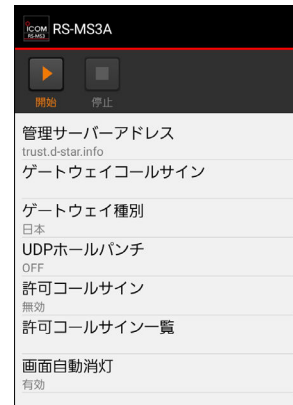 ICOM
RS-MS3
RS-MS3A
開始 停止
管理サーバーアドレス
trust.d-star.info
ゲートウェイコールサイン
ゲートウェイ種別
日本
UDPホールパンチ
OFF
許可コールサイン
無効
許可コールサイン一覧
画面自動消灯
有効